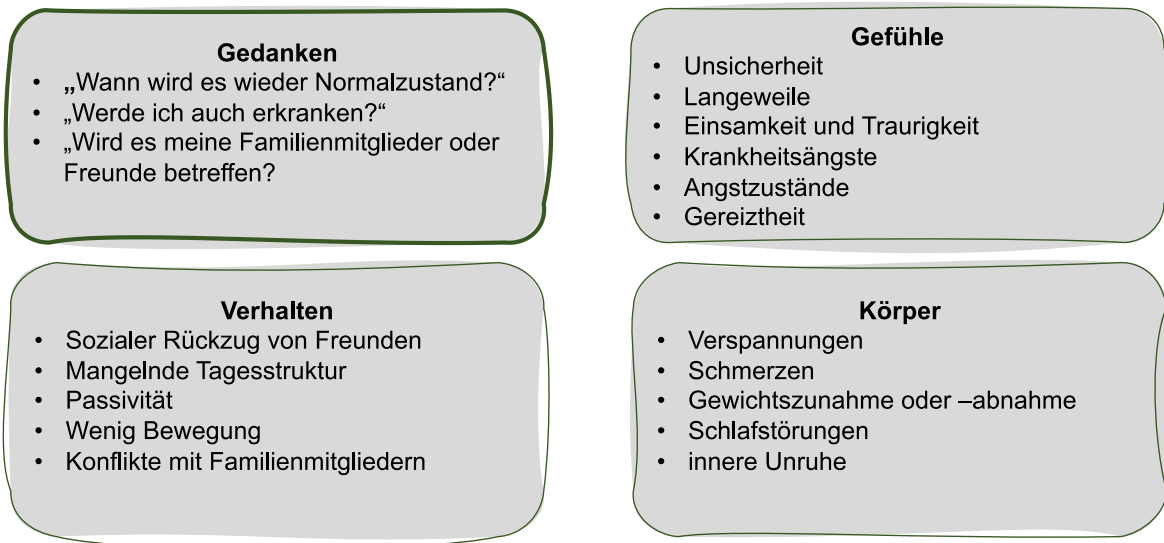 Gedanken
• „Wann wird es wieder Normalzustand?“
• „Werde ich auch erkranken?“
• „Wird es meine Familienmitglieder oder
Freunde betreffen?
Gefühle
• Unsicherheit
• Langeweile
• Einsamkeit und Traurigkeit
• Krankheitsängste
• Angstzustände
• Gereiztheit
Verhalten
• Sozialer Rückzug von Freunden
• Mangelnde Tagesstruktur
• Passivität
• Wenig Bewegung
• Konflikte mit Familienmitgliedern
Körper
• Verspannungen
• Schmerzen
• Gewichtszunahme oder –abnahme
• Schlafstörungen
• innere Unruhe